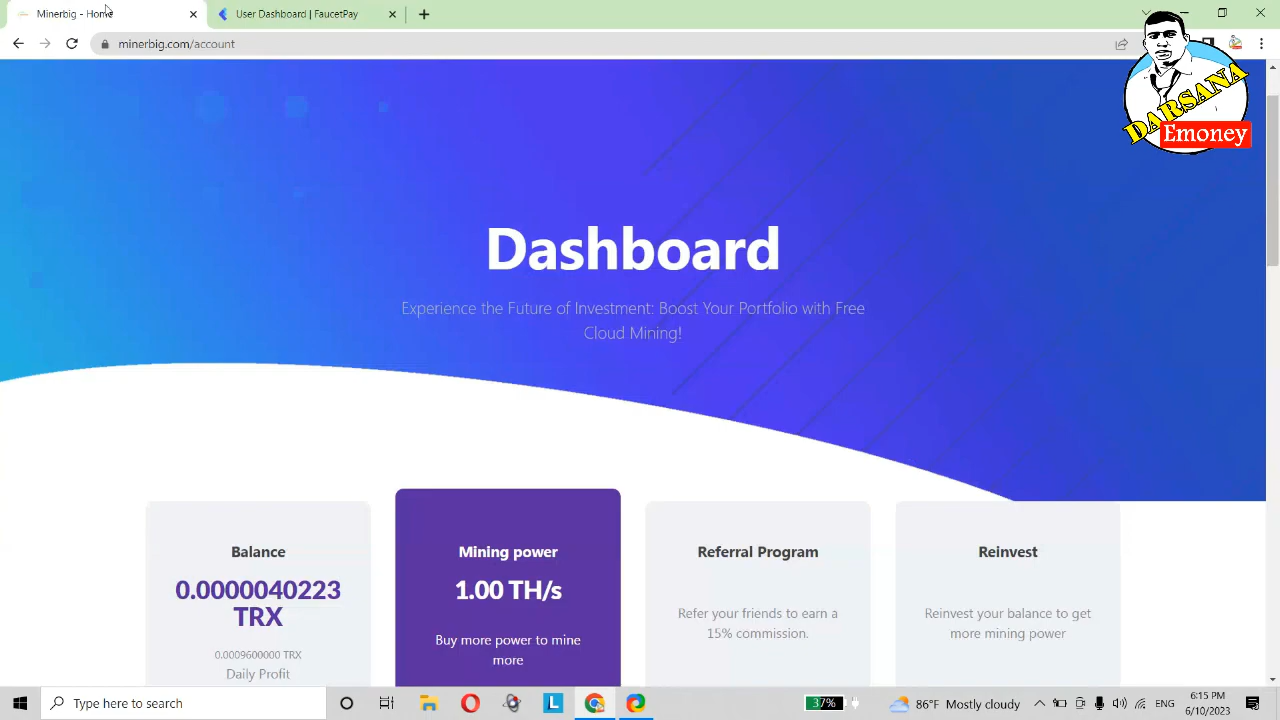 Minerbig - Home
User Dashboard | FaucetPay
minerbig.com/account
DARSANA
Emoney
Dashboard
Experience the Future of Investment: Boost Your Portfolio with Free
Cloud Mining!
Balance
0.0000040223
TRX
0.0009600000 TRX
Daily Profit
Mining power
1.00 TH/s
Buy more power to mine
more
Referral Program
Refer your friends to earn a
15% commission.
Reinvest
Reinvest your balance to get
more mining power
Type here to search
L
37%
86°F Mostly cloudy
ENG
6:15 PM
6/10/2023